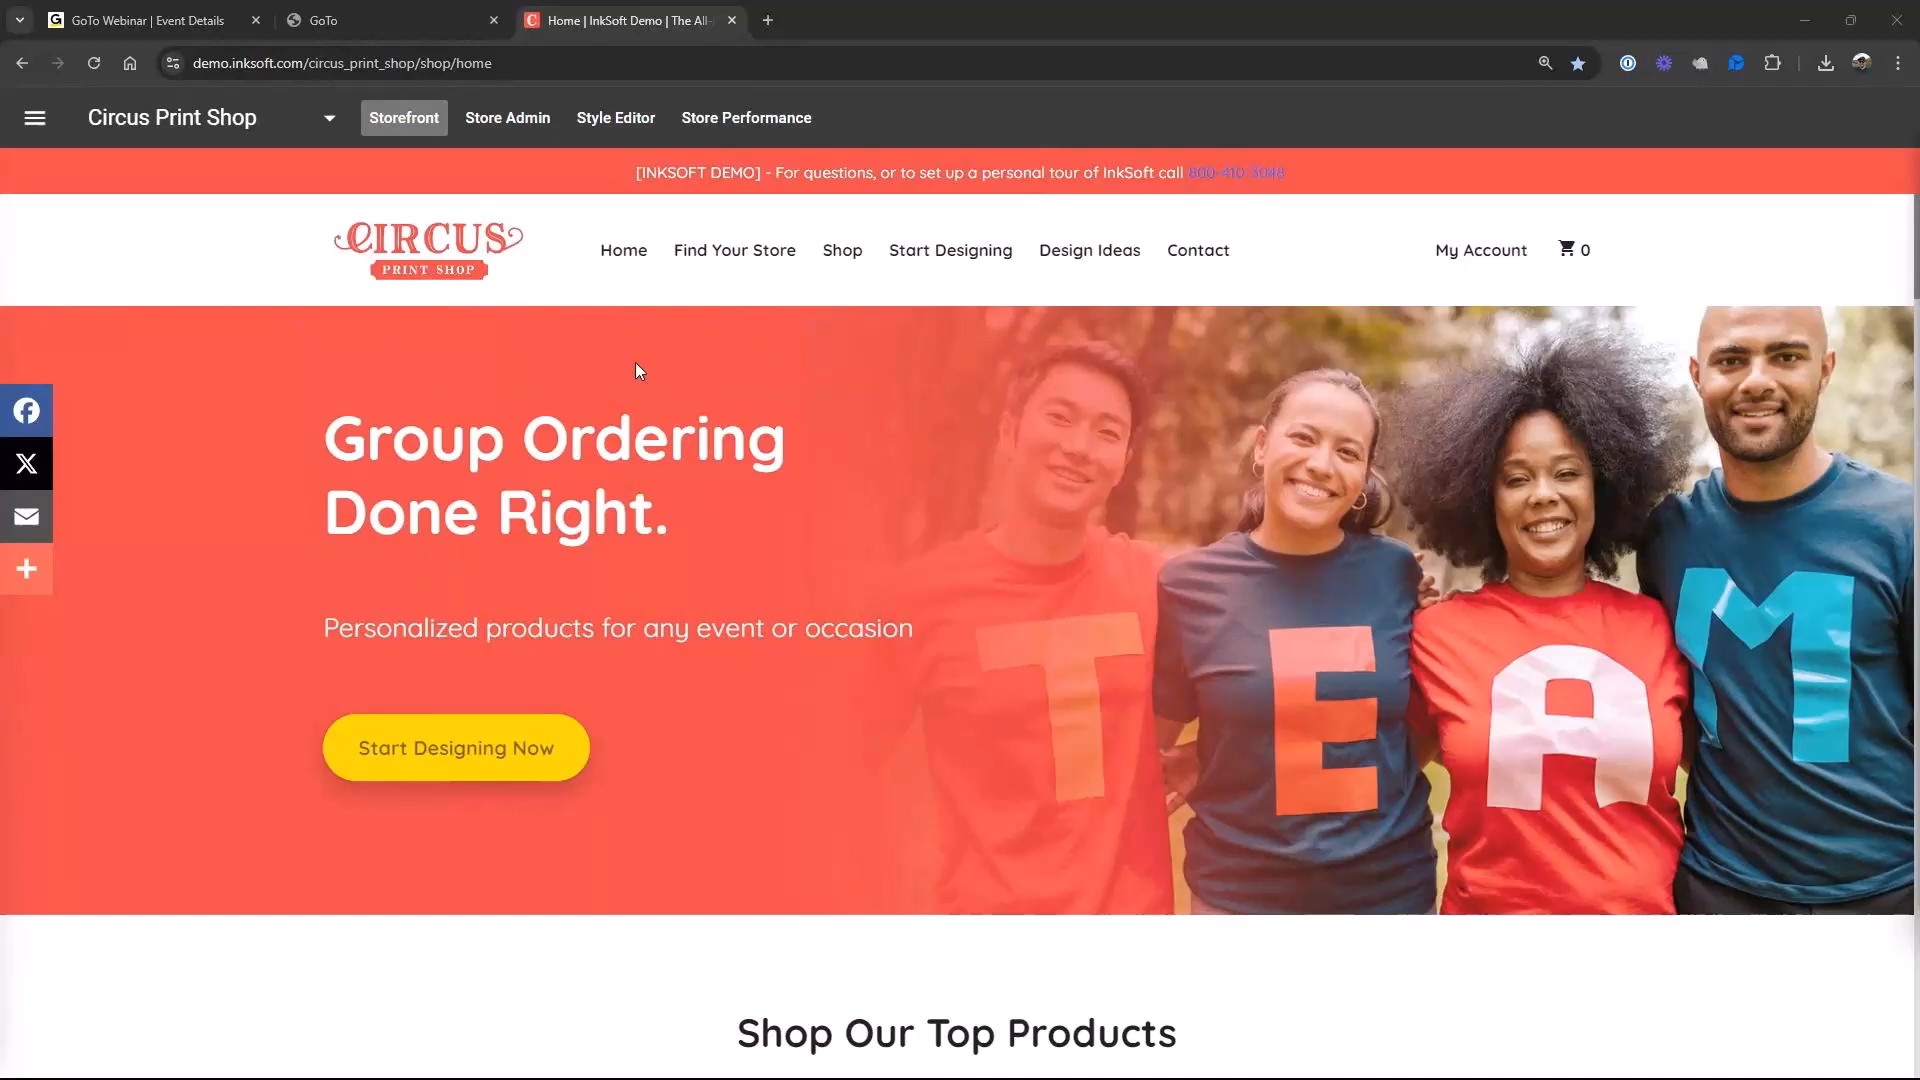 GoTo Webinar | Event Details
GoTo
Home | InkSoft Demo | The All-
demo.inksoft.com/circus_print_shop/shop/home
Circus Print Shop
Storefront
Store Admin
Style Editor
Store Performance
[INKSOFT DEMO] - For questions, or to set up a personal tour of InkSoft call 800-410-3048
CIRCUS
PRINT SHOP
Home
Find Your Store
Shop
Start Designing
Design Ideas
Contact
My Account
0
Group Ordering
Done Right.
Personalized products for any event or occasion
Start Designing Now
T E A M
Shop Our Top Products